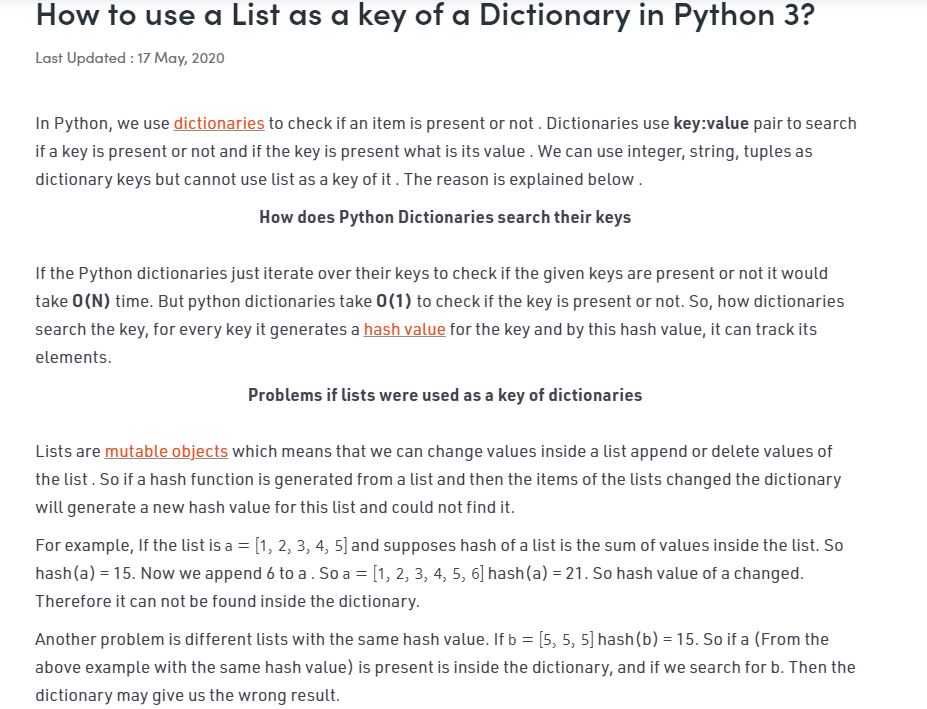 How to use a List as a key of a Dictionary in Python 3?
Last Updated : 17 May, 2020
In Python, we use dictionaries to check if an item is present or not . Dictionaries use key:value pair to search
if a key is present or not and if the key is present what is its value . We can use integer, string, tuples as
dictionary keys but cannot use list as a key of it . The reason is explained below .
How does Python Dictionaries search their keys
If the Python dictionaries just iterate over their keys to check if the given keys are present or not it would
take O(N) time. But python dictionaries take O(1) to check if the key is present or not. So, how dictionaries
search the key, for every key it generates a hash value for the key and by this hash value, it can track its
elements.
Problems if lists were used as a key of dictionaries
Lists are mutable objects which means that we can change values inside a list append or delete values of
the list . So if a hash function is generated from a list and then the items of the lists changed the dictionary
will generate a new hash value for this list and could not find it.
For example, If the list is a = [1, 2, 3, 4, 5] and supposes hash of a list is the sum of values inside the list. So
hash(a) = 15. Now we append 6 to a . So a = [1, 2, 3, 4, 5, 6] hash(a) = 21. So hash value of a changed.
Therefore it can not be found inside the dictionary.
Another problem is different lists with the same hash value. If b = [5, 5, 5] hash(b) = 15. So if a (From the
above example with the same hash value) is present is inside the dictionary, and if we search for b. Then the
dictionary may give us the wrong result.